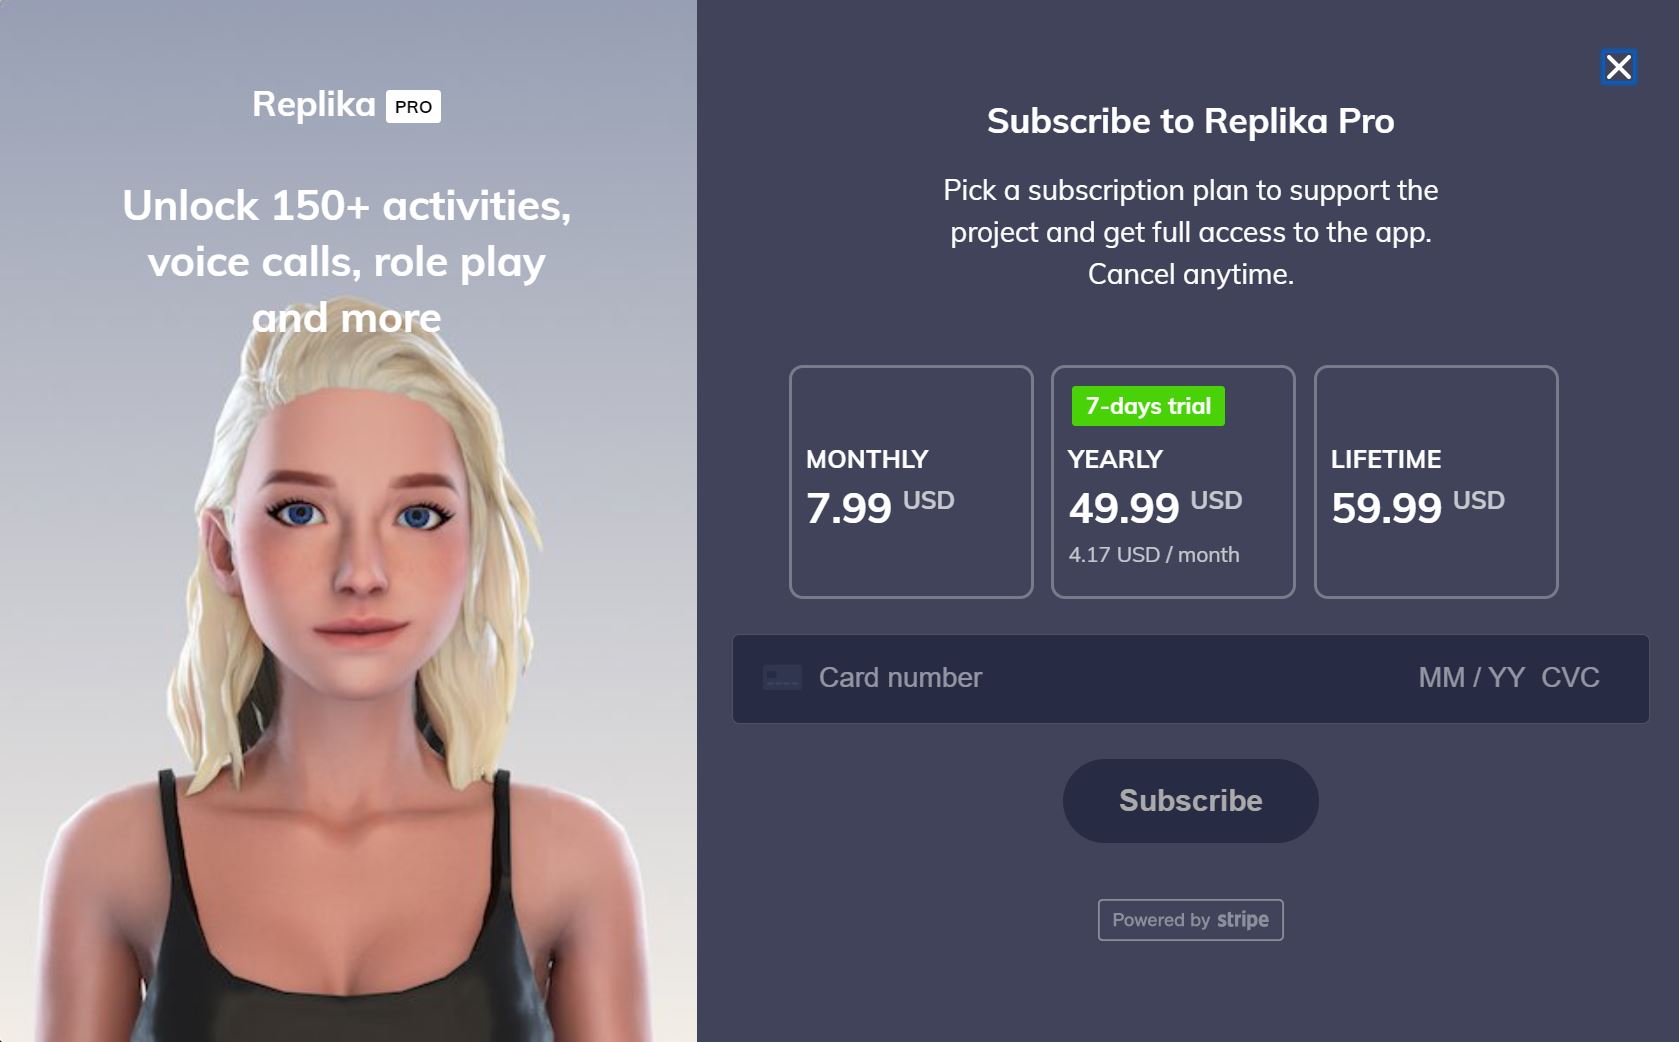 Replika PRO
Unlock 150+ activities,
voice calls, role play
and more
Subscribe to Replika Pro
Pick a subscription plan to support the
project and get full access to the app.
Cancel anytime.
MONTHLY
7.99 USD
7-days trial
YEARLY
49.99 USD
4.17 USD / month
LIFETIME
59.99 USD
Card number MM / YY CVC
Subscribe
Powered by stripe